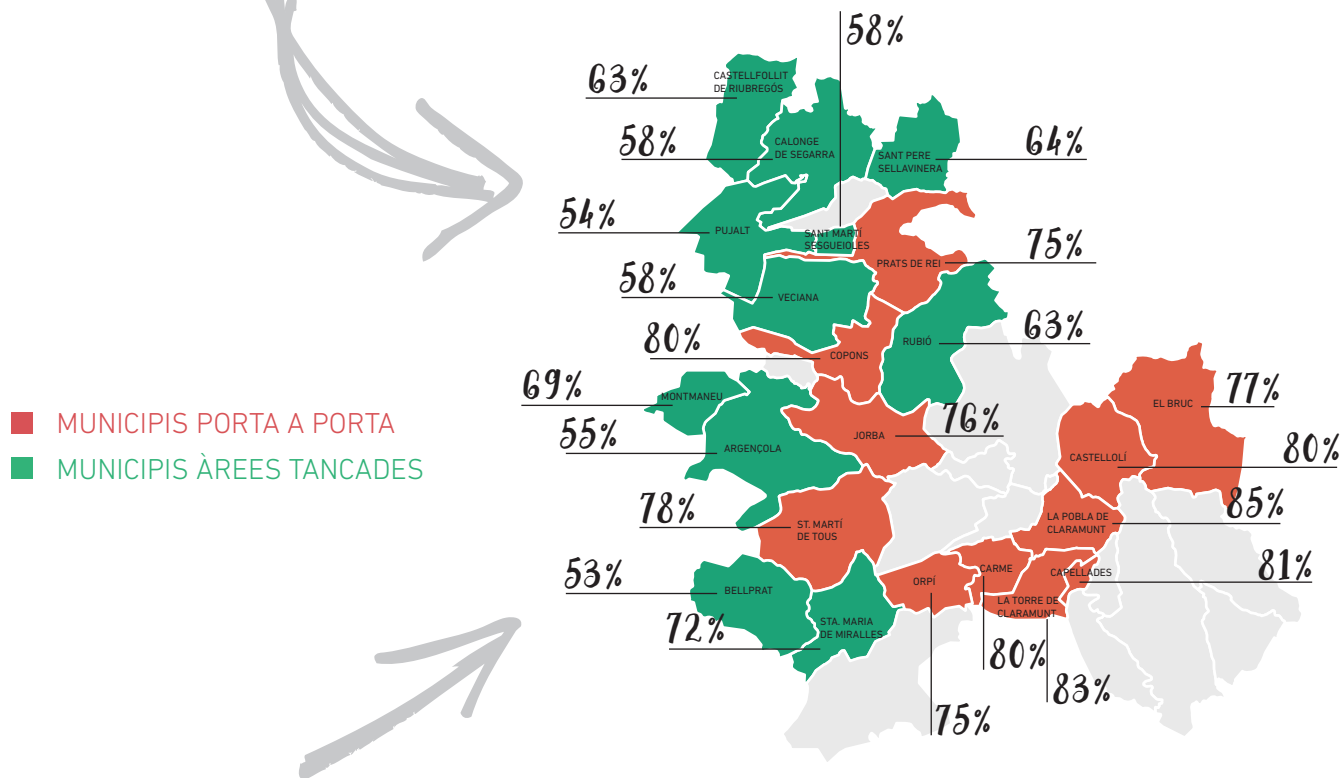 58%
63%
CASTELLFOLLIT
DE RIUBREGÓS
58%
CALONGE
DE SEGARRA
SANT PERE
SELLAVINERA
64%
54%
PUJALT
SANT MARTÍ
SESGUEIOLES
PRATS DE REI
75%
58%
VECIANA
RUBIÓ
63%
80%
COPONS
69%
MONTMANEU
EL BRUC
77%
55%
ARGENÇOLA
JORBA
76%
CASTELLOLÍ
80%
MUNICIPIS PORTA A PORTA
MUNICIPIS ÀREES TANCADES
78%
ST. MARTÍ
DE TOUS
LA POBLA DE
CLARAMUNT
85%
53%
BELLPRAT
ORPÍ
CARME
CAPELLADES
81%
72%
STA. MARIA
DE MIRALLES
LA TORRE DE
CLARAMUNT
80%
83%
75%